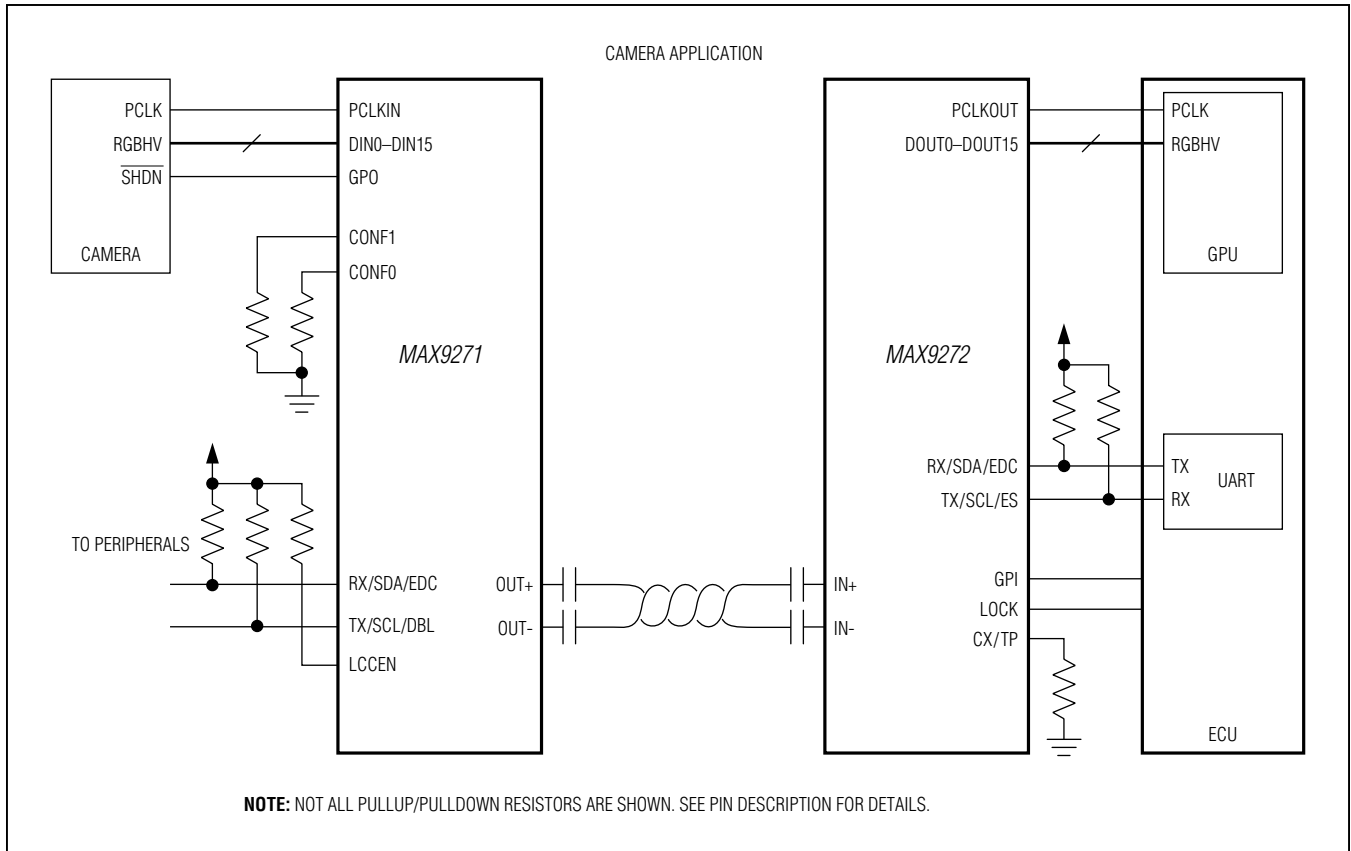 CAMERA APPLICATION
PCLK
RGBHV
SHDN
CAMERA
PCLKIN
DIN0–DIN15
GPO
CONF1
CONF0
MAX9271
TO PERIPHERALS
RX/SDA/EDC
TX/SCL/DBL
LCCEN
OUT+
OUT-
PCLKOUT
DOUT0–DOUT15
MAX9272
RX/SDA/EDC
TX/SCL/ES
IN+
IN-
GPI
LOCK
CX/TP
PCLK
RGBHV
GPU
TX
UART
RX
ECU
NOTE: NOT ALL PULLUP/PULLDOWN RESISTORS ARE SHOWN. SEE PIN DESCRIPTION FOR DETAILS.